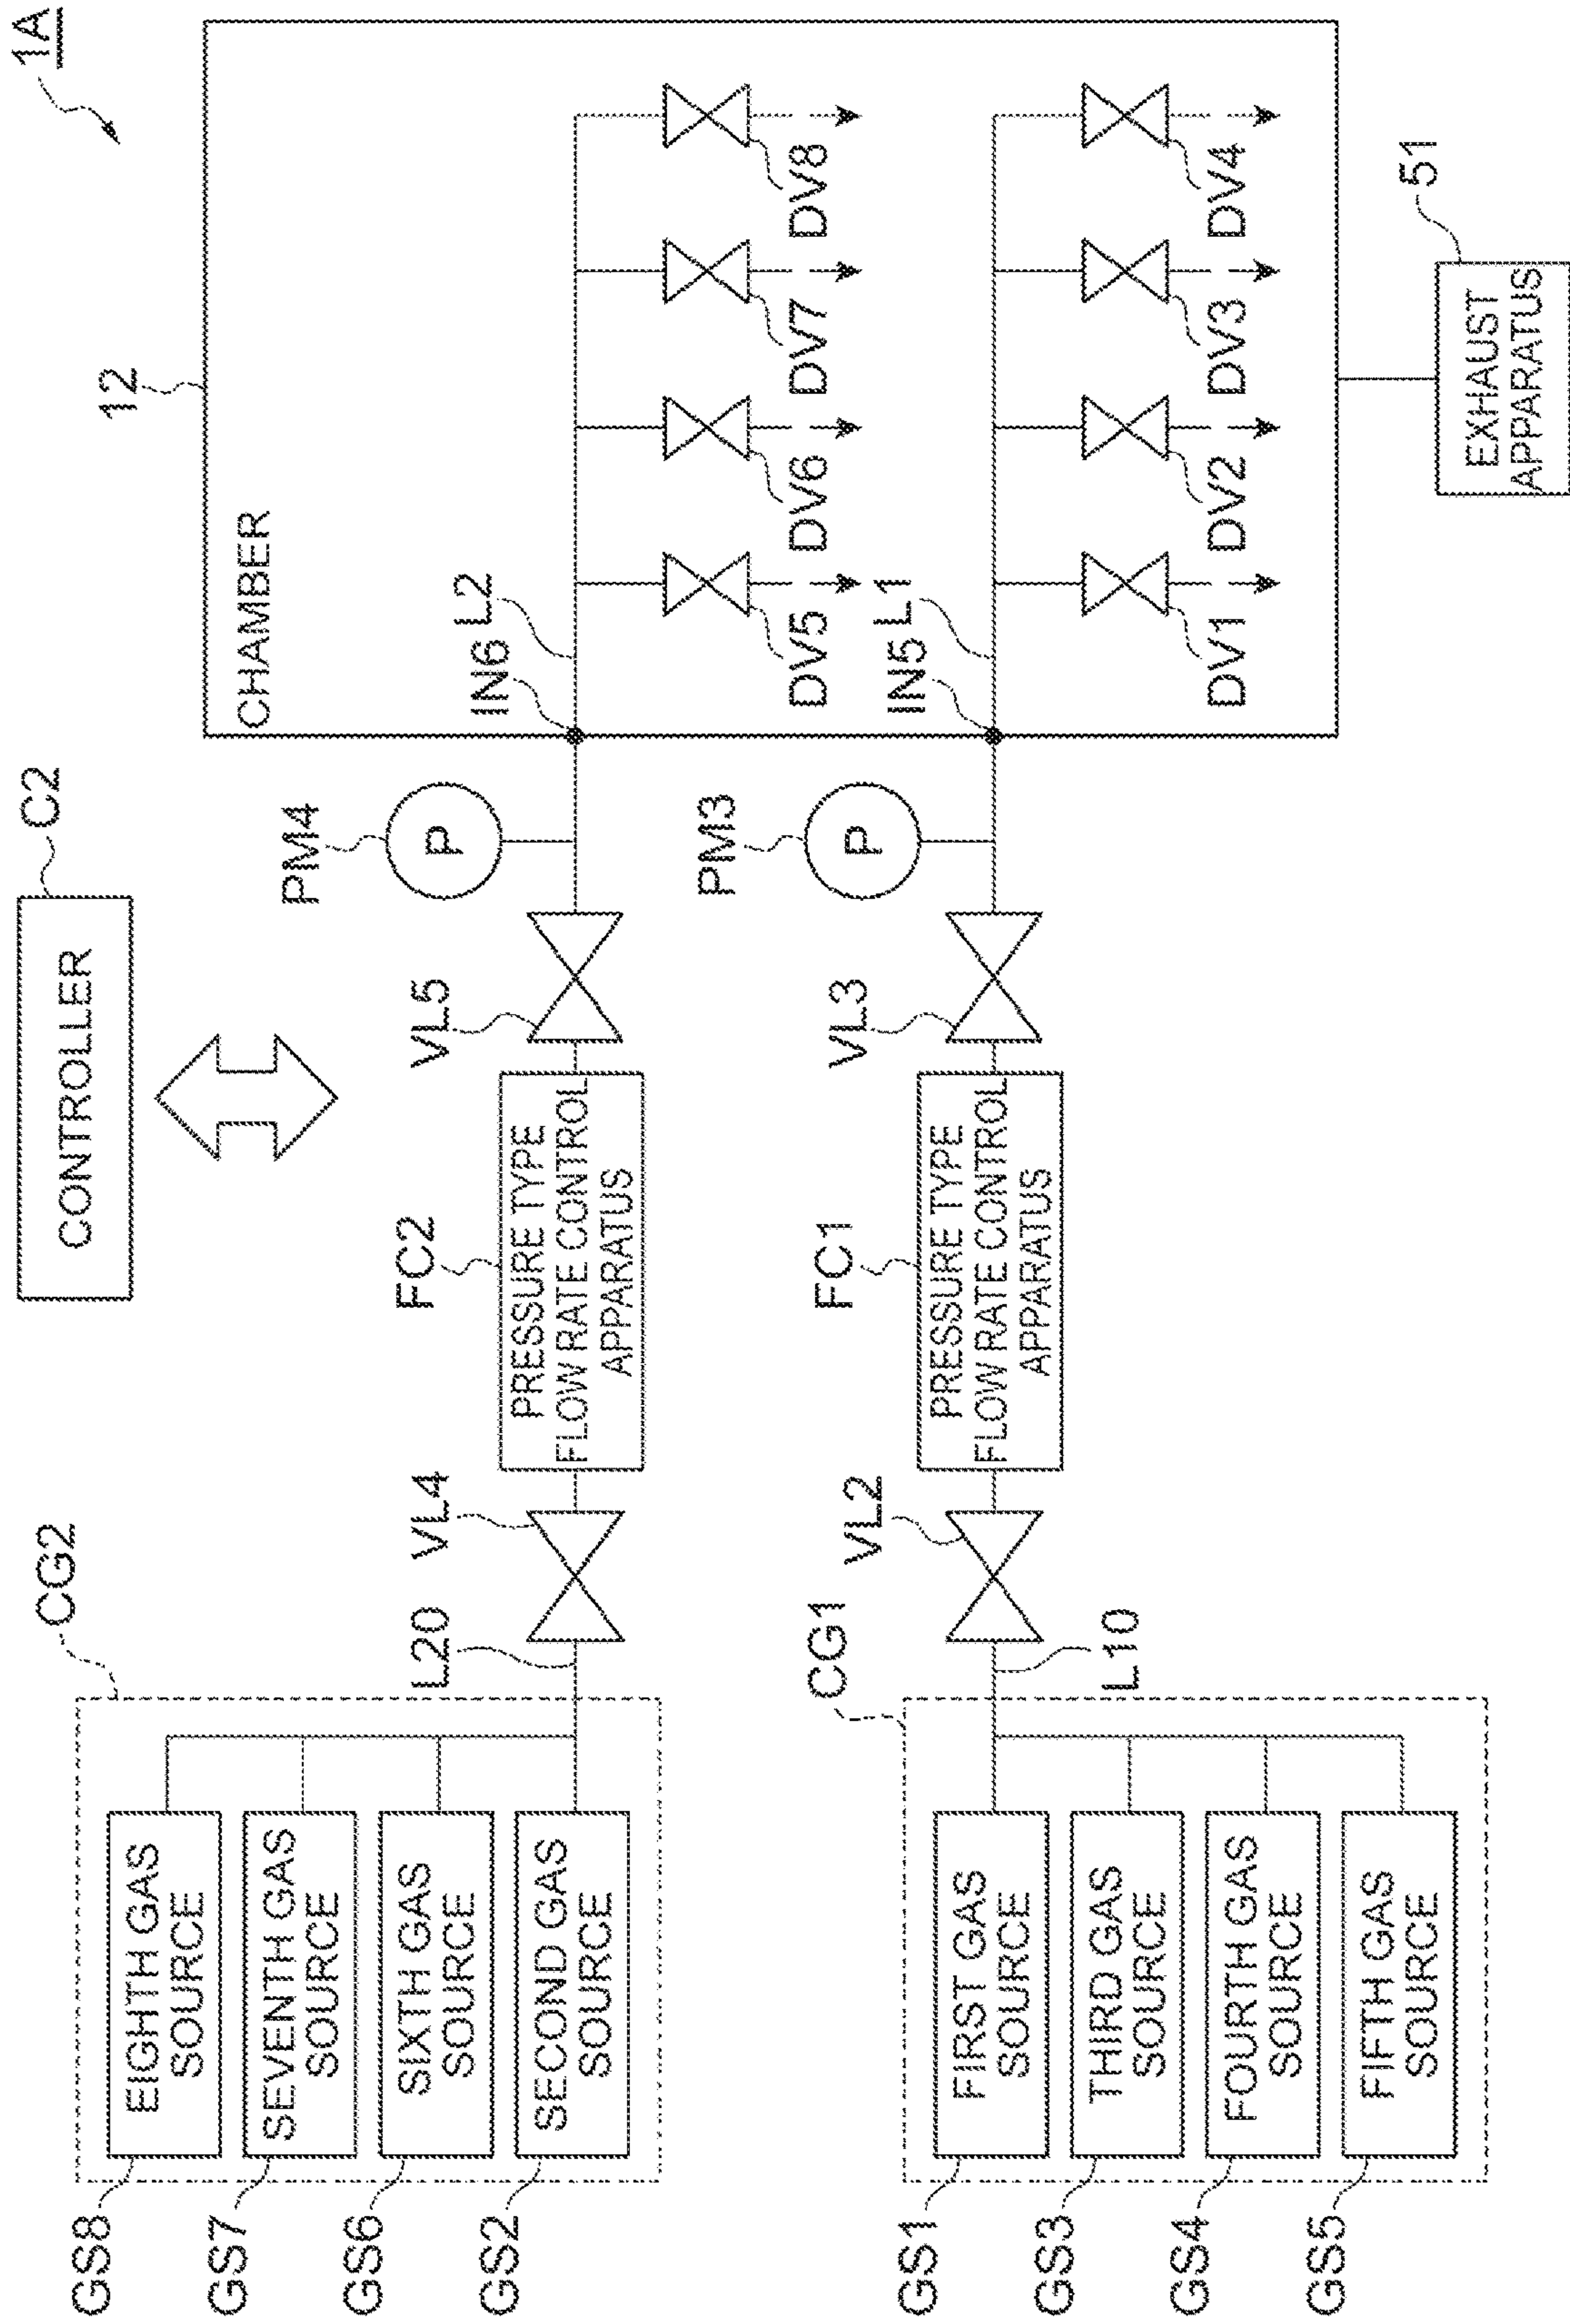 1A
CONTROLLER
C2
12
CHAMBER
CG2
GS8
EIGHTH GAS
SOURCE
GS7
SEVENTH GAS
SOURCE
GS6
SIXTH GAS
SOURCE
GS2
SECOND GAS
SOURCE
L20
VL4
FC2
PRESSURE TYPE
FLOW RATE CONTROL
APPARATUS
VL5
PM4
P
IN6
L2
DV5
DV6
DV7
DV8
CG1
GS1
FIRST GAS
SOURCE
GS3
THIRD GAS
SOURCE
GS4
FOURTH GAS
SOURCE
GS5
FIFTH GAS
SOURCE
L10
VL2
FC1
PRESSURE TYPE
FLOW RATE CONTROL
APPARATUS
VL3
PM3
P
IN5
L1
DV1
DV2
DV3
DV4
51
EXHAUST
APPARATUS